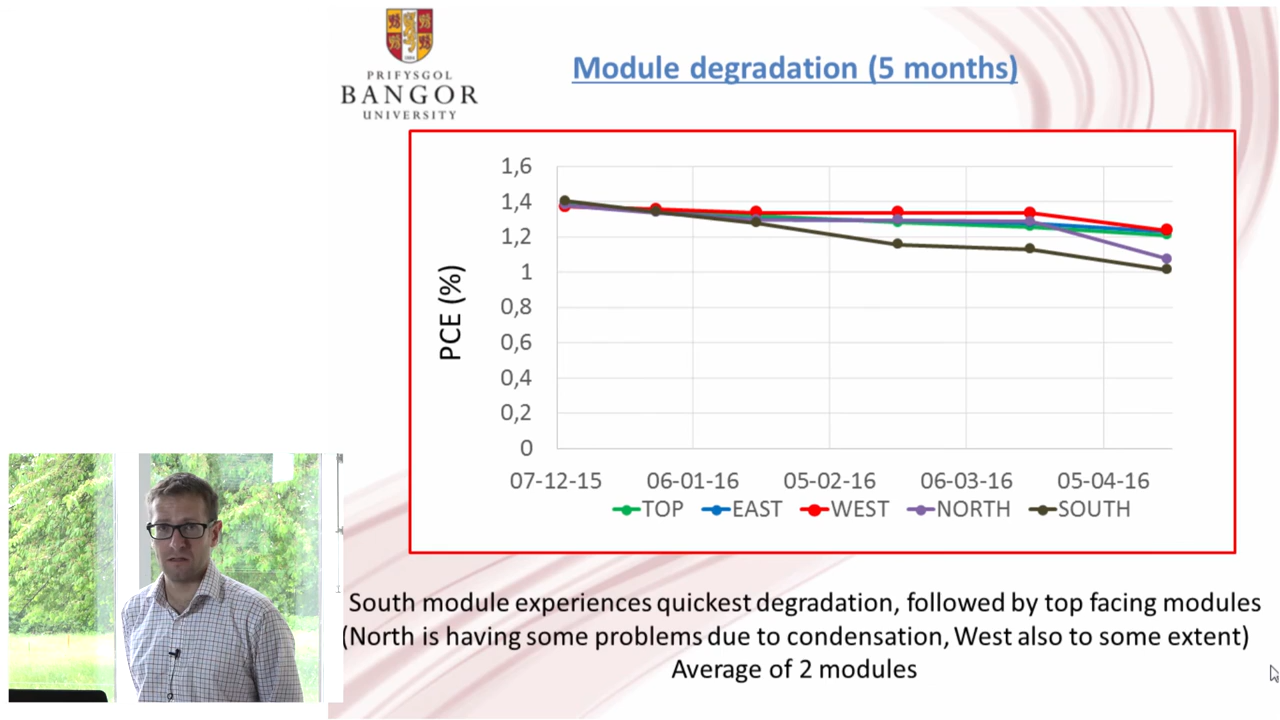 PRIFYSGOL
BANGOR
UNIVERSITY
Module degradation (5 months)
PCE (%)
1,6
1,4
1,2
1
0,8
0,6
0,4
0,2
0
07-12-15 06-01-16 05-02-16 06-03-16 05-04-16
TOP EAST WEST NORTH SOUTH
South module experiences quickest degradation, followed by top facing modules
(North is having some problems due to condensation, West also to some extent)
Average of 2 modules